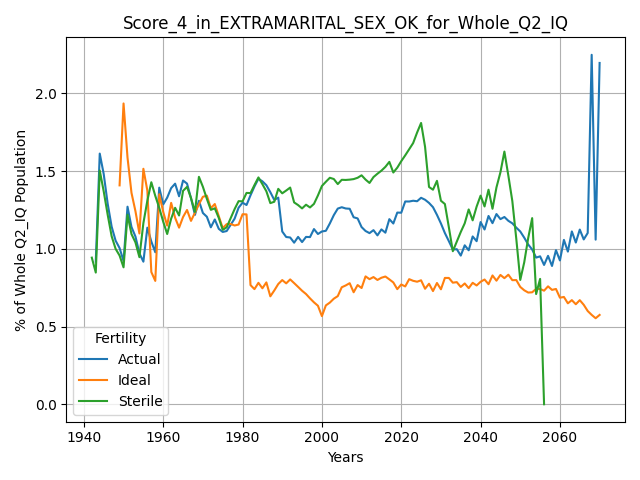 Score_4_in_EXTRAMARITAL_SEX_OK_for_Whole_Q2_IQ
% of Whole Q2_IQ Population
2.0
1.5
1.0
0.5
0.0
Fertility
Actual
Ideal
Sterile
1940 1960 1980 2000 2020 2040 2060
Years